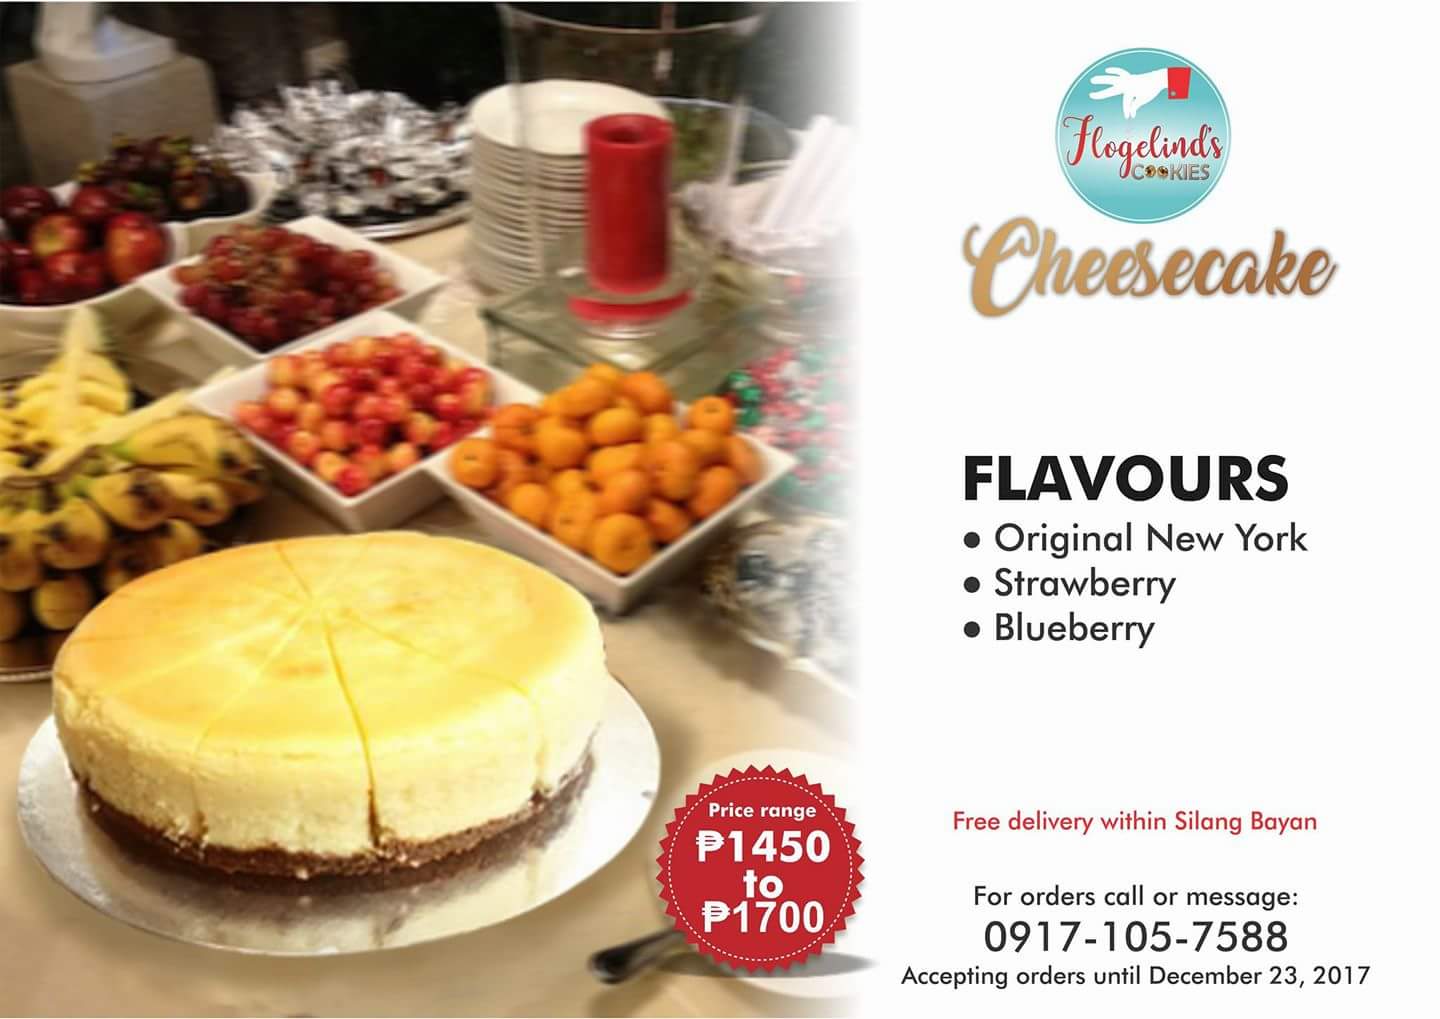 Flogelind's
COOKIES
Cheesecake
FLAVOURS
● Original New York
● Strawberry
● Blueberry
Price range
₱1450
to
₱1700
Free delivery within Silang Bayan
For orders call or message:
0917-105-7588
Accepting orders until December 23, 2017